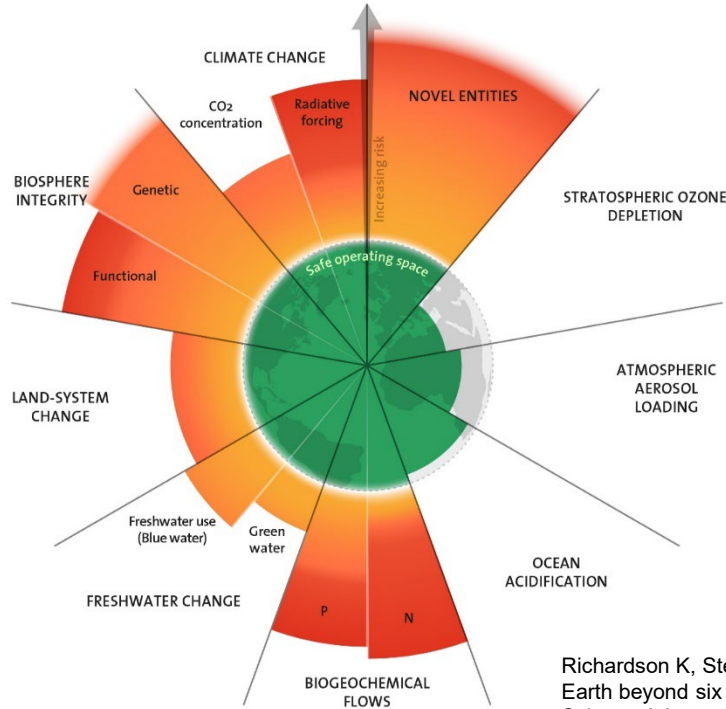 CLIMATE CHANGE
CO2
concentration
Radiative
forcing
Increasing risk
NOVEL ENTITIES
STRATOSPHERIC OZONE
DEPLETION
ATMOSPHERIC
AEROSOL
LOADING
OCEAN
ACIDIFICATION
BIOGEOCHEMICAL
FLOWS
P
N
FRESHWATER CHANGE
Green
water
Freshwater use
(Blue water)
LAND-SYSTEM
CHANGE
BIOSPHERE
INTEGRITY
Functional
Genetic
Safe operating space
Richardson K, Ste
Earth beyond six